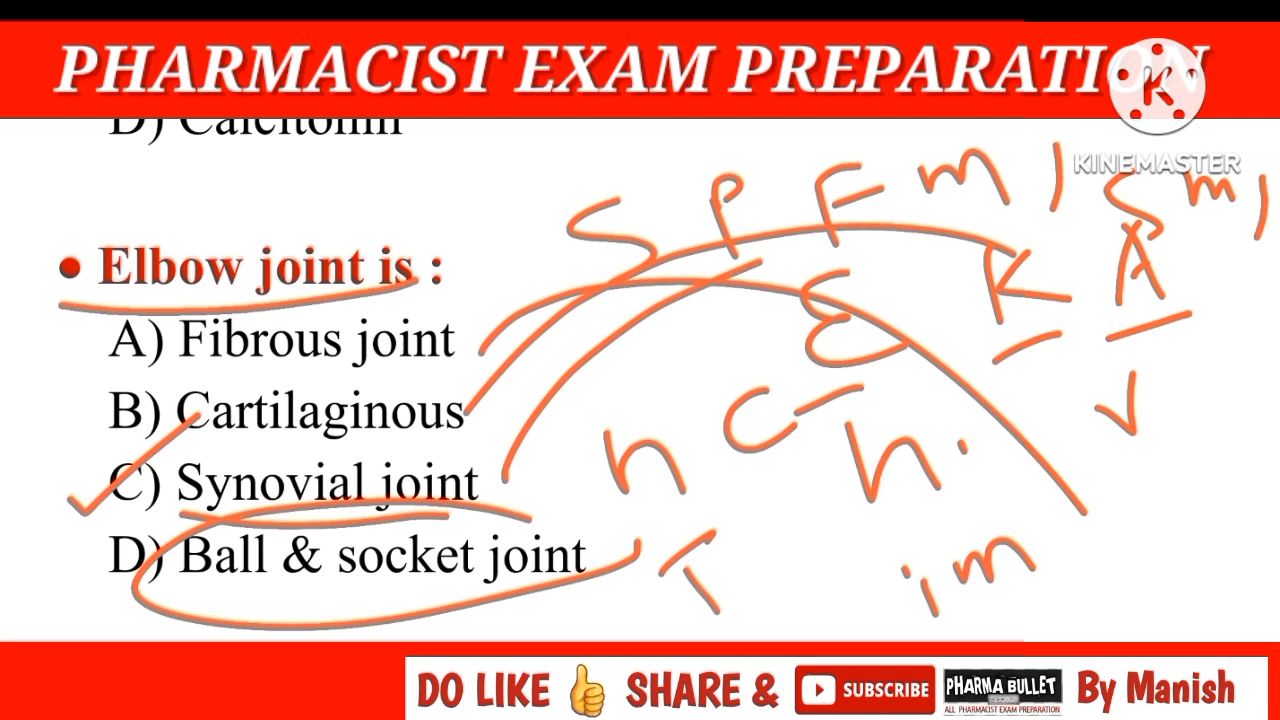 PHARMACIST EXAM PREPARATION
K
KINEMASTER
D) Calcitonin
S P F m, S m,
• Elbow joint is :
E K A
A) Fibrous joint
B) Cartilaginous
C) Synovial joint
D) Ball & socket joint
DO LIKE SHARE & SUBSCRIBE PHARMA BULLET By Manish
ALL PHARMACIST EXAM PREPARATION